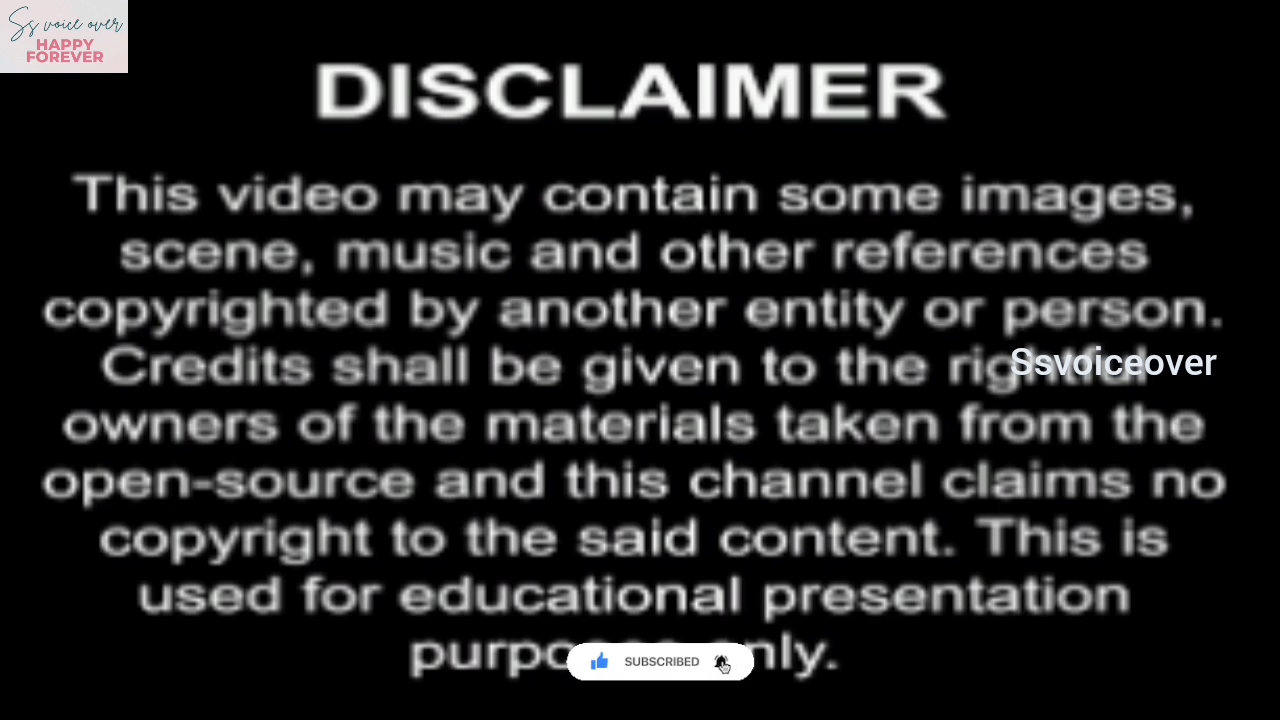 Ss voice over
HAPPY
FOREVER
DISCLAIMER
This video may contain some images,
scene, music and other references
copyrighted by another entity or person.
Credits shall be given to the rightful
Ssvoiceover
owners of the materials taken from the
open-source and this channel claims no
copyright to the said content. This is
used for educational presentation
purposes only.
SUBSCRIBED